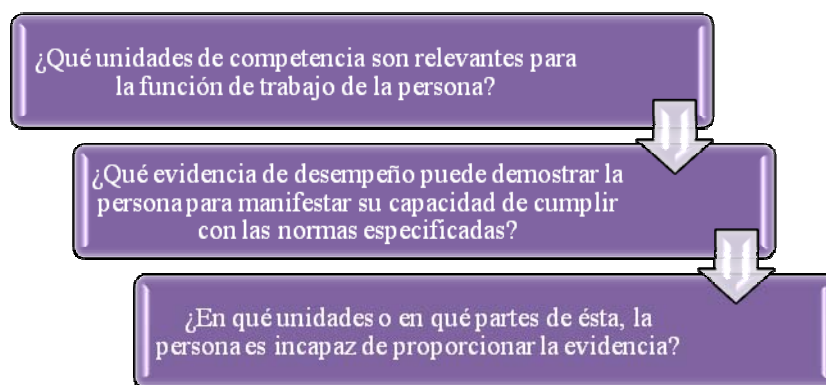 ¿Qué unidades de competencia son relevantes para
la función de trabajo de la persona?
¿Qué evidencia de desempeño puede demostrar la
persona para manifestar su capacidad de cumplir
con las normas especificadas?
¿En qué unidades o en qué partes de ésta, la
persona es incapaz de proporcionar la evidencia?